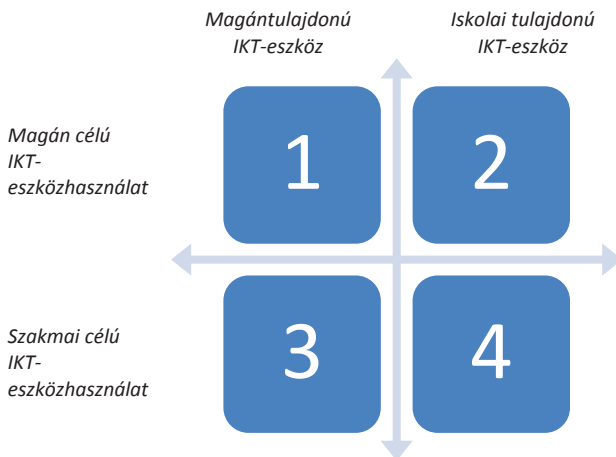 Magántulajdonú
IKT-eszköz
Iskolai tulajdonú
IKT-eszköz
Magán célú
IKT-
eszközhasználat
1
2
Szakmai célú
IKT-
eszközhasználat
3
4